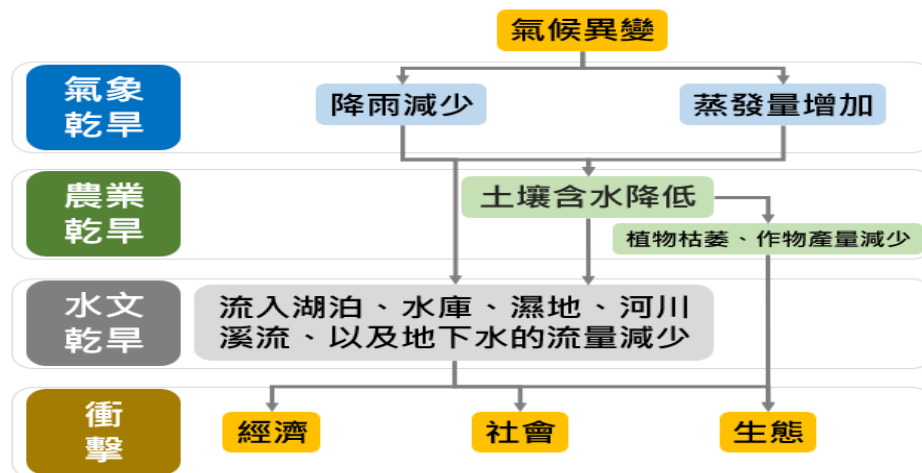 氣候異變
氣象
乾旱
降雨減少
蒸發量增加
農業
乾旱
土壤含水降低
植物枯萎、作物產量減少
水文
乾旱
流入湖泊、水庫、濕地、河川
溪流、以及地下水的流量減少
衝
擊
經濟
社會
生態